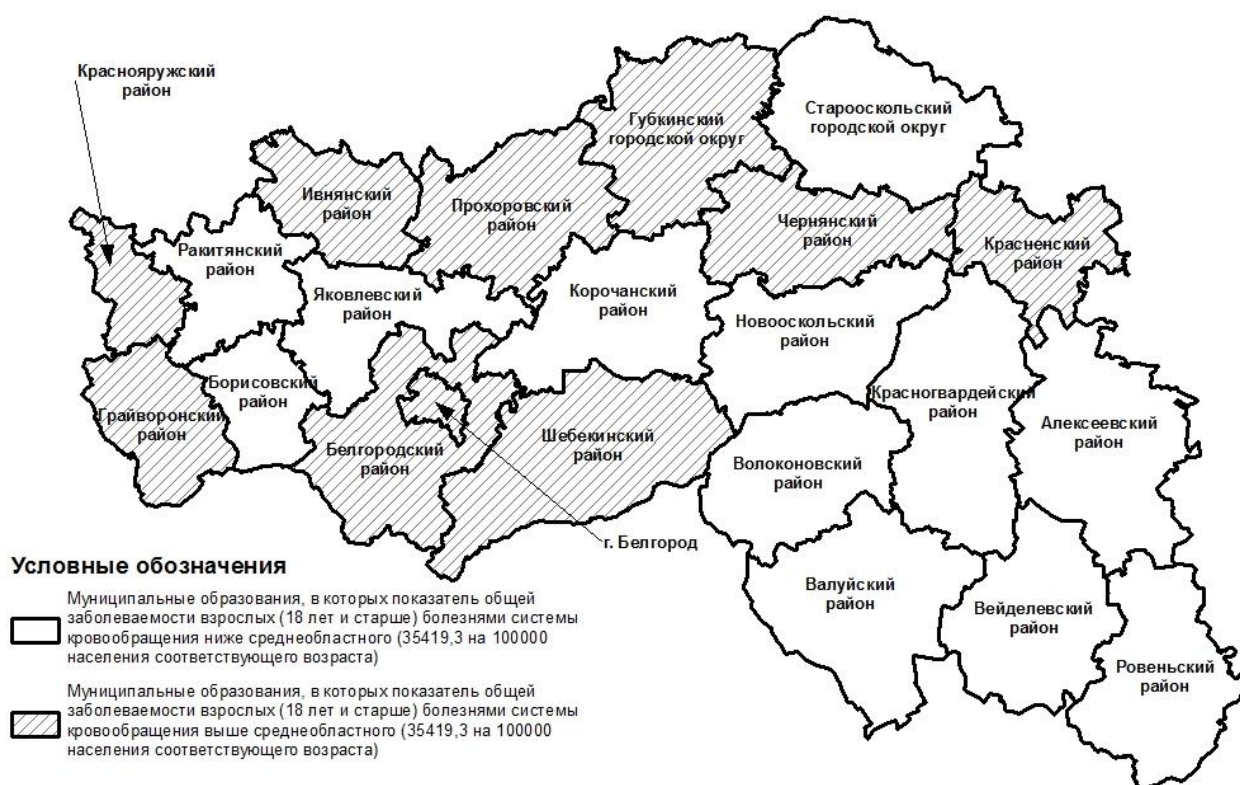 Краснояружский
район
Губкинский
городской округ
Старооскольский
городской округ
Ивнянский
район
Прохоровский
район
Чернянский
район
Красненский
район
Ракитянский
район
Яковлевский
район
Корочанский
район
Новооскольский
район
Борисовский
район
Красногвардейский
район
Грайворонский
район
Алексеевский
район
Белгородский
район
Шебекинский
район
Волоконовский
район
г. Белгород
Валуйский
район
Вейделевский
район
Ровеньский
район
Условные обозначения
Муниципальные образования, в которых показатель общей
заболеваемости взрослых (18 лет и старше) болезнями системы
кровообращения ниже среднеобластного (35419,3 на 100000
населения соответствующего возраста)
Муниципальные образования, в которых показатель общей
заболеваемости взрослых (18 лет и старше) болезнями системы
кровообращения выше среднеобластного (35419,3 на 100000
населения соответствующего возраста)